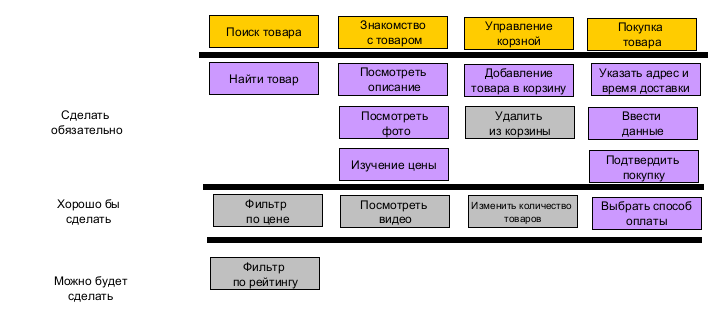 Поиск товара
Знакомство
с товаром
Управление
корзной
Покупка
товара
Найти товар
Посмотреть
описание
Добавление
товара в корзину
Указать адрес и
время доставки
Сделать
обязательно
Посмотреть
фото
Удалить
из корзины
Ввести
данные
Изучение цены
Подтвердить
покупку
Хорошо бы
сделать
Фильтр
по цене
Посмотреть
видео
Изменить количество
товаров
Выбрать способ
оплаты
Можно будет
сделать
Фильтр
по рейтингу